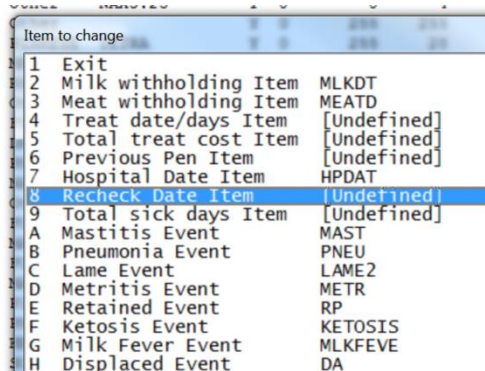 Item to change
1 Exit
2 Milk withholding Item MLKDT
3 Meat withholding Item MEATD
4 Treat date/days Item [Undefined]
5 Total treat cost Item [Undefined]
6 Previous Pen Item [Undefined]
7 Hospital Date Item HPDAT
8 Recheck Date Item [Undefined]
9 Total sick days Item [Undefined]
A Mastitis Event MAST
B Pneumonia Event PNEU
C Lame Event LAME2
D Metritis Event METR
E Retained Event RP
F Ketosis Event KETOSIS
G Milk Fever Event MLKFEVE
H Displaced Event DA